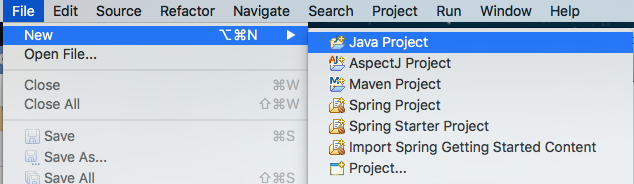 File Edit Source Refactor Navigate Search Project Run Window Help
New ⌥⌘N ▶ Java Project
Open File... AspectJ Project
Maven Project
Close ⌘W Spring Project
Close All ⇧⌘W Spring Starter Project
Save ⌘S Import Spring Getting Started Content
Save As... Project...
Save All ⇧⌘S